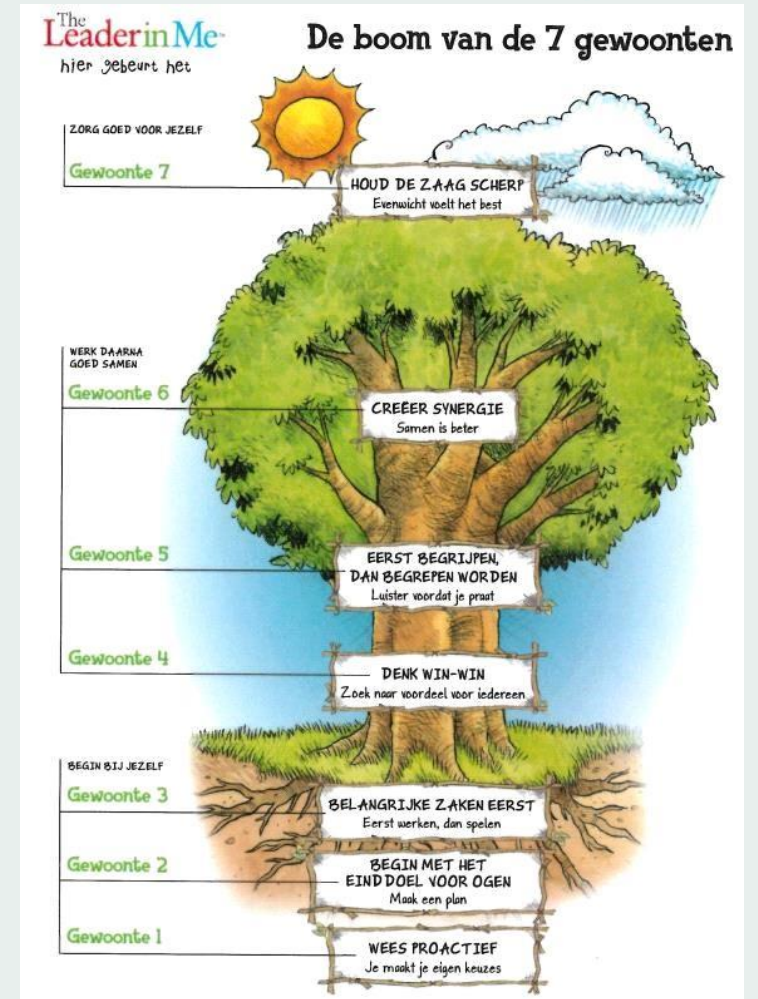 The
Leader in Me
hier gebeurt het
De boom van de 7 gewoonten
ZORG GOED VOOR JEZELF
Gewoonte 7
HOUD DE ZAAG SCHERP
Evenwicht voelt het best
WERK DAARNA
GOED SAMEN
Gewoonte 6
CREËER SYNERGIE
Samen is beter
Gewoonte 5
EERST BEGRIJPEN,
DAN BEGREPEN WORDEN
Luister voordat je praat
Gewoonte 4
DENK WIN-WIN
Zoek naar voordeel voor iedereen
BEGIN BIJ JEZELF
Gewoonte 3
BELANGRIJKE ZAKEN EERST
Eerst werken, dan spelen
Gewoonte 2
BEGIN MET HET
EINDDOEL VOOR OGEN
Maak een plan
Gewoonte 1
WEES PROACTIEF
Je maakt je eigen keuzes